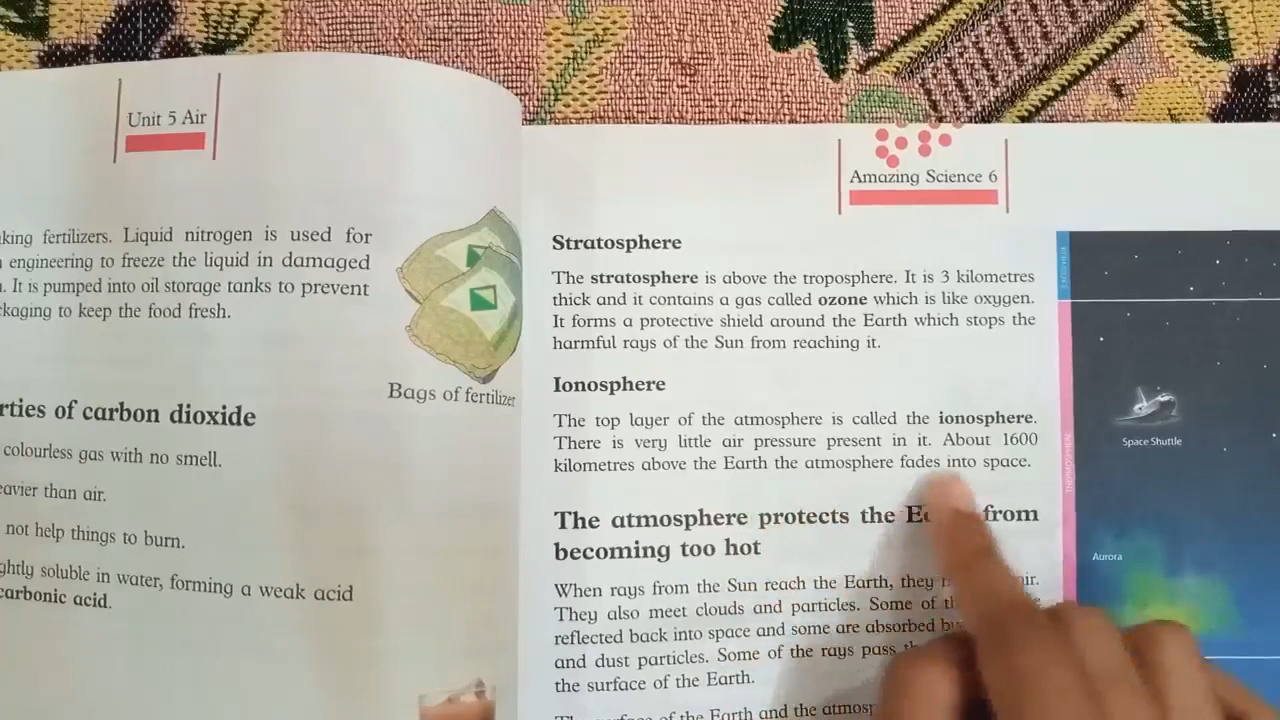 Unit 5 Air
king fertilizers. Liquid nitrogen is used for
engineering to freeze the liquid in damaged
. It is pumped into oil storage tanks to prevent
kaging to keep the food fresh.
Bags of fertilizer
rties of carbon dioxide
colourless gas with no smell.
eavier than air.
not help things to burn.
ghtly soluble in water, forming a weak acid
carbonic acid.
Amazing Science 6
Stratosphere
The stratosphere is above the troposphere. It is 3 kilometres
thick and it contains a gas called ozone which is like oxygen.
It forms a protective shield around the Earth which stops the
harmful rays of the Sun from reaching it.
Ionosphere
The top layer of the atmosphere is called the ionosphere.
There is very little air pressure present in it. About 1600
kilometres above the Earth the atmosphere fades into space.
The atmosphere protects the from
becoming too hot
When rays from the Sun reach the Earth, they air.
They also meet clouds and particles. Some of
reflected back into space and some are absorbed
and dust particles. Some of the rays pass
the surface of the Earth.
of the Earth and the
Space Shuttle
Aurora